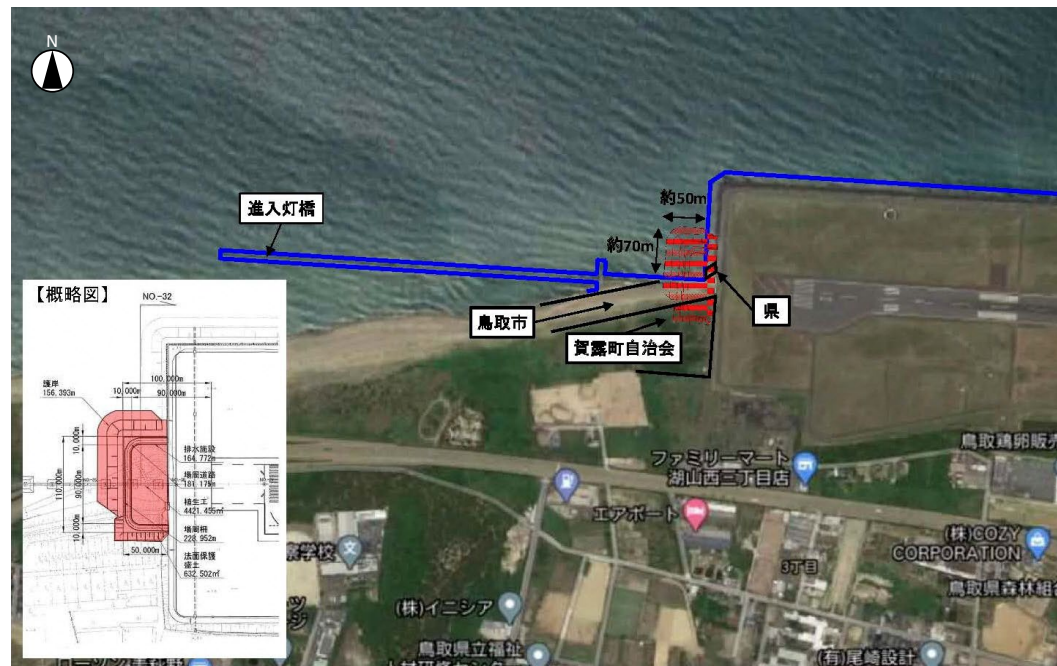 N
約50m
約70m
進入灯橋
県
鳥取市
賀露町自治会
【概略図】
NO.-32
護岸
156.393m
100,000m
10,000m
90,000m
10,000m
110,000m
90,000m
10,000m
50,000m
排水施設
164.772m
場周道路
181.175m
植生工
4421.455㎡
場周柵
228.952m
法面保護
盛土
632.502㎡
鳥取鶏卵販売
ファミリーマート
湖山西三丁目店
エアポート
(株)COZY
CORPORATION
3丁目
鳥取県森林組合
(株)イニシア
鳥取県立福祉
(有)尾崎設計